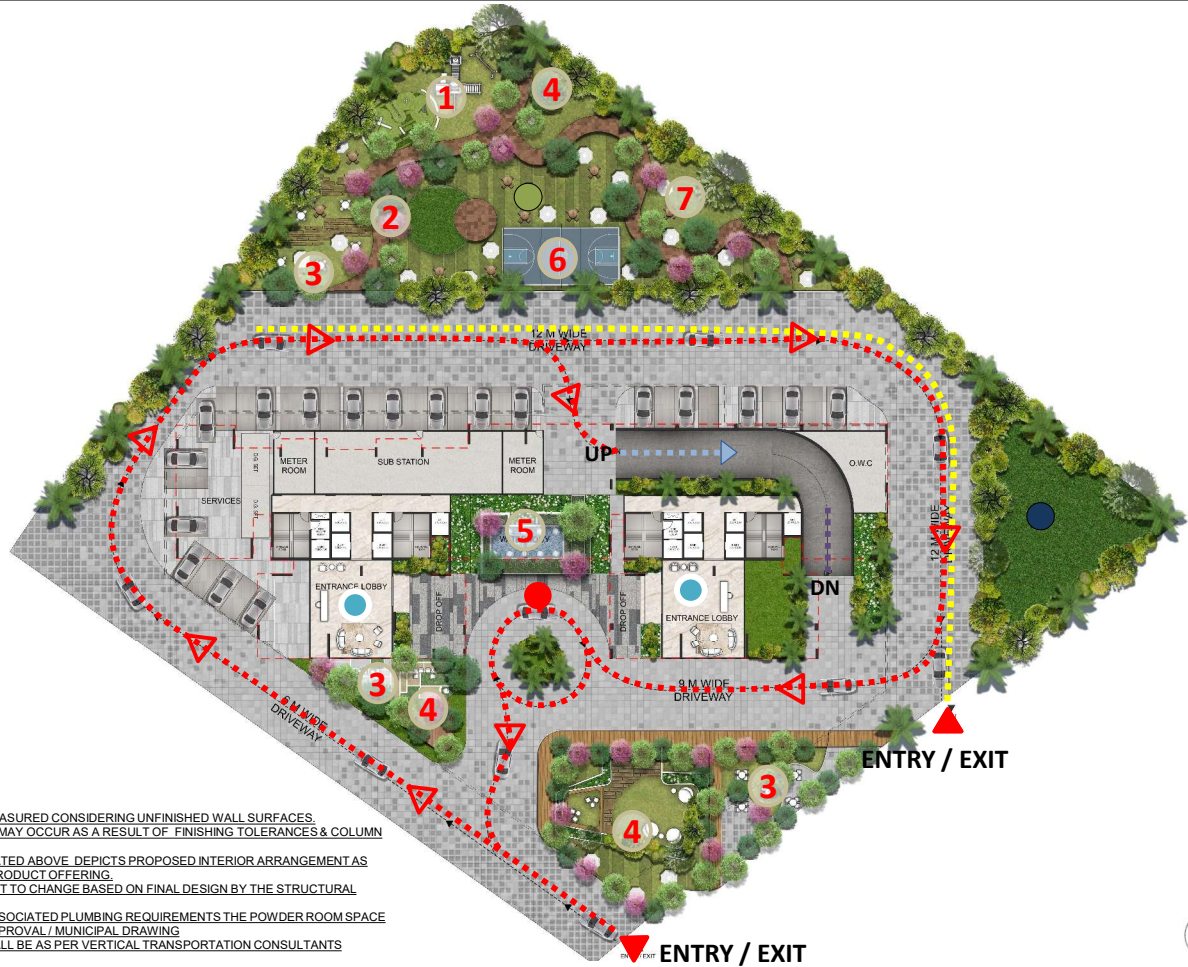 1
4
7
2
6
3
12 M WIDE
DRIVEWAY
UP
METER
ROOM
SUB STATION
METER
ROOM
O.W.C
SERVICES
5
12 M WIDE
ENTRANCE LOBBY
DROP OFF
DROP OFF
ENTRANCE LOBBY
DN
3
4
9 M WIDE
DRIVEWAY
6 M WIDE
DRIVEWAY
ENTRY / EXIT
3
4
ASURED CONSIDERING UNFINISHED WALL SURFACES.
MAY OCCUR AS A RESULT OF FINISHING TOLERANCES & COLUMN
TED ABOVE DEPICTS PROPOSED INTERIOR ARRANGEMENT AS
RODUCT OFFERING.
T TO CHANGE BASED ON FINAL DESIGN BY THE STRUCTURAL
SOCIATED PLUMBING REQUIREMENTS THE POWDER ROOM SPACE
PROVAL / MUNICIPAL DRAWING
LL BE AS PER VERTICAL TRANSPORTATION CONSULTANTS
ENTRY / EXIT